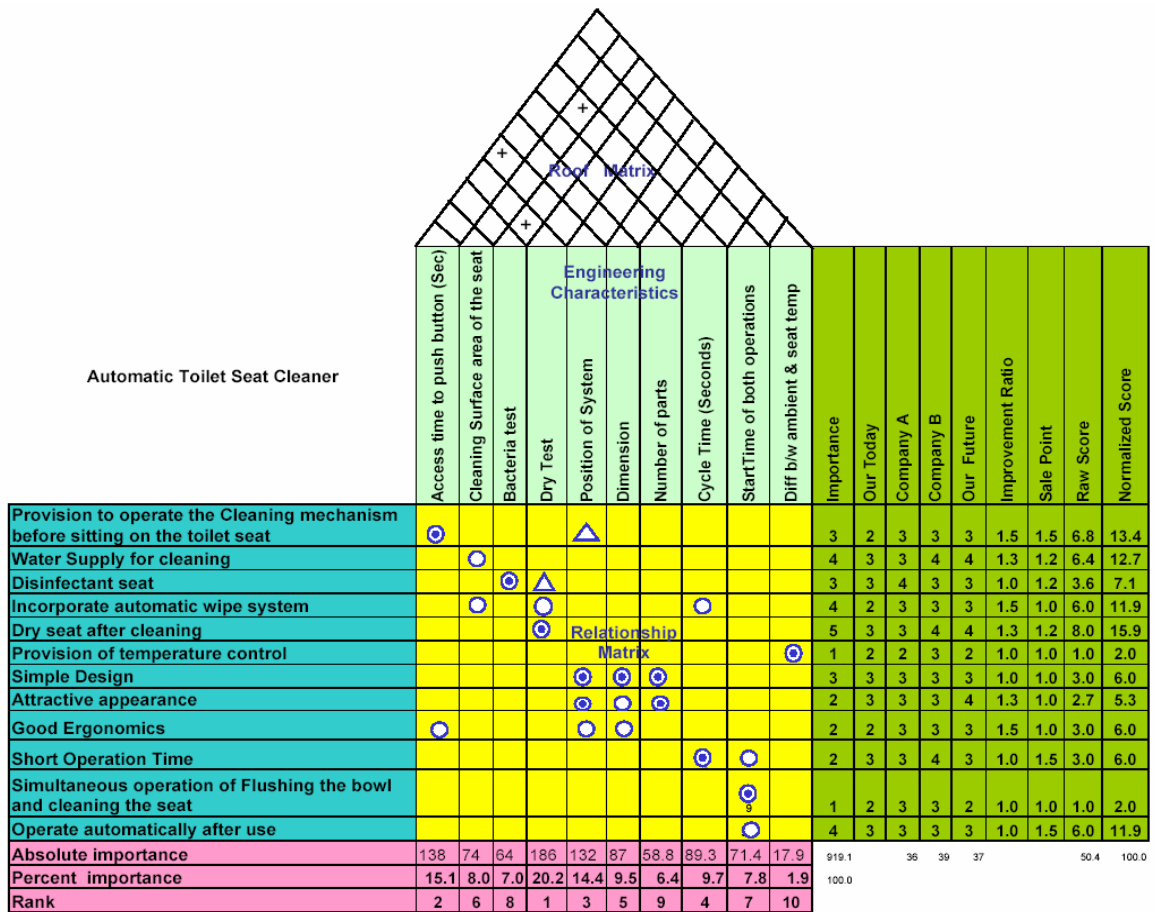 +
+
Roof Matrix
+
Engineering
Characteristics
Automatic Toilet Seat Cleaner
Access time to push button (Sec)
Cleaning Surface area of the seat
Bacteria test
Dry Test
Position of System
Dimension
Number of parts
Cycle Time (Seconds)
StartTime of both operations
Diff b/w ambient & seat temp
Importance
Our Today
Company A
Company B
Our Future
Improvement Ratio
Sale Point
Raw Score
Normalized Score
Provision to operate the Cleaning mechanism
before sitting on the toilet seat 3 2 3 3 3 1.5 1.5 6.8 13.4
Water Supply for cleaning 4 3 3 4 4 1.3 1.2 6.4 12.7
Disinfectant seat 3 3 4 3 3 1.0 1.2 3.6 7.1
Incorporate automatic wipe system 4 2 3 3 3 1.5 1.0 6.0 11.9
Dry seat after cleaning 5 3 3 4 4 1.3 1.2 8.0 15.9
Relationship
Matrix
Provision of temperature control 1 2 2 3 2 1.0 1.0 1.0 2.0
Simple Design 3 3 3 3 3 1.0 1.0 3.0 6.0
Attractive appearance 2 3 3 3 4 1.3 1.0 2.7 5.3
Good Ergonomics 2 2 3 3 3 1.5 1.0 3.0 6.0
Short Operation Time 2 3 3 4 3 1.0 1.5 3.0 6.0
Simultaneous operation of Flushing the bowl
and cleaning the seat 9 1 2 3 3 2 1.0 1.0 1.0 2.0
Operate automatically after use 4 3 3 3 3 1.0 1.5 6.0 11.9
Absolute importance 138 74 64 186 132 87 58.8 89.3 71.4 17.9 919.1 36 39 37 50.4 100.0
Percent importance 15.1 8.0 7.0 20.2 14.4 9.5 6.4 9.7 7.8 1.9 100.0
Rank 2 6 8 1 3 5 9 4 7 10